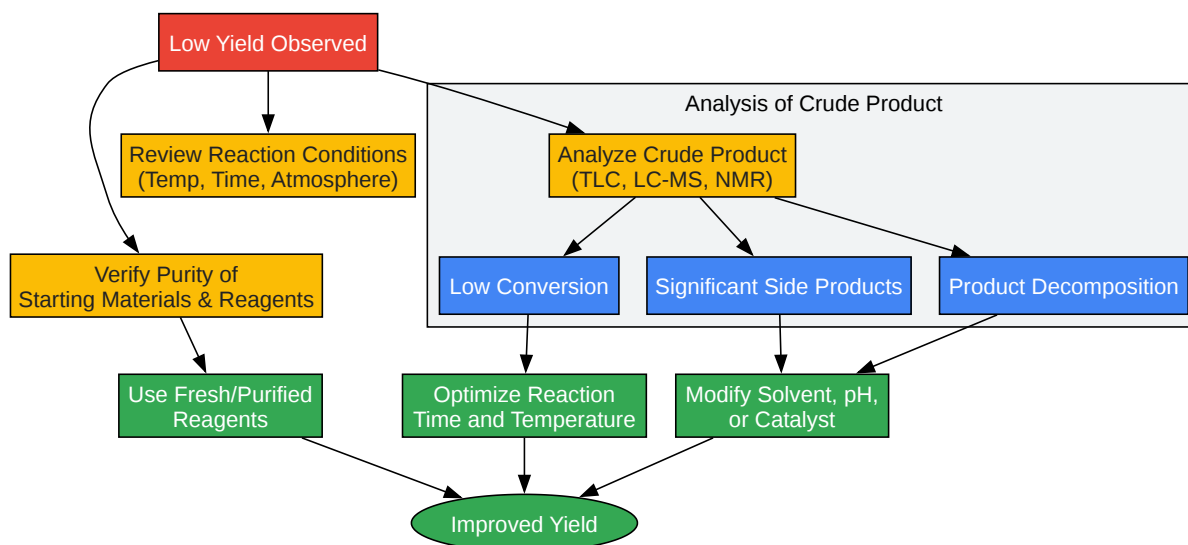 Low Yield Observed
Analysis of Crude Product
Review Reaction Conditions
(Temp, Time, Atmosphere)
Analyze Crude Product
(TLC, LC-MS, NMR)
Verify Purity of
Starting Materials & Reagents
Low Conversion
Significant Side Products
Product Decomposition
Use Fresh/Purified
Reagents
Optimize Reaction
Time and Temperature
Modify Solvent, pH,
or Catalyst
Improved Yield